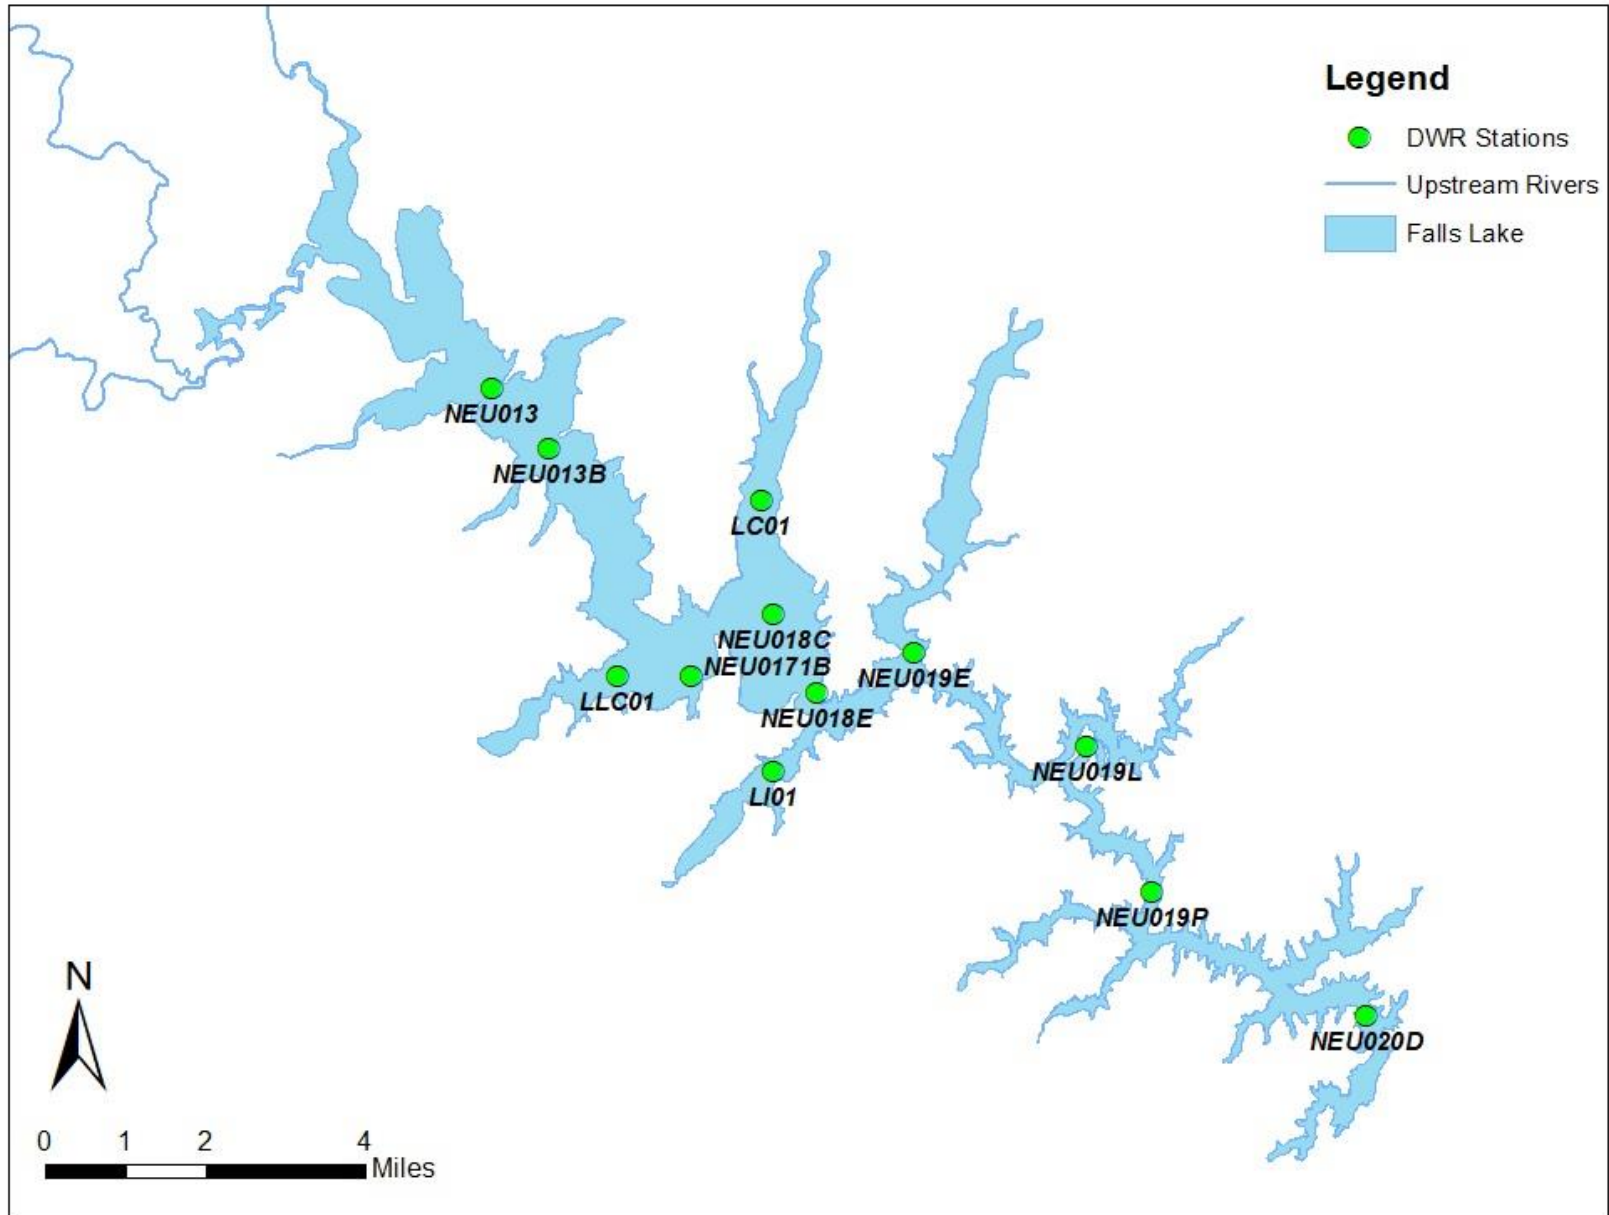 Legend
DWR Stations
Upstream Rivers
Falls Lake
NEU013
NEU013B
LC01
NEU018C
NEU0171B
NEU019E
LLC01
NEU018E
NEU019L
LI01
NEU019P
NEU020D
N
0 1 2 4
Miles